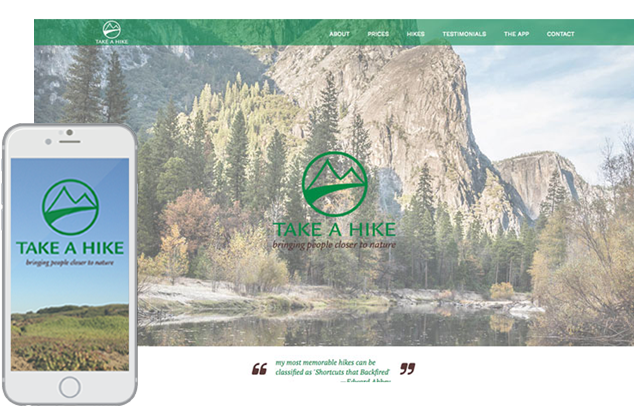 TAKE A HIKE
ABOUT PRICES HIKES TESTIMONIALS THE APP CONTACT
TAKE A HIKE
bringing people closer to nature
TAKE A HIKE
bringing people closer to nature
“ my most memorable hikes can be
classified as 'Shortcuts that Backfired' ”
— Edward Abbey